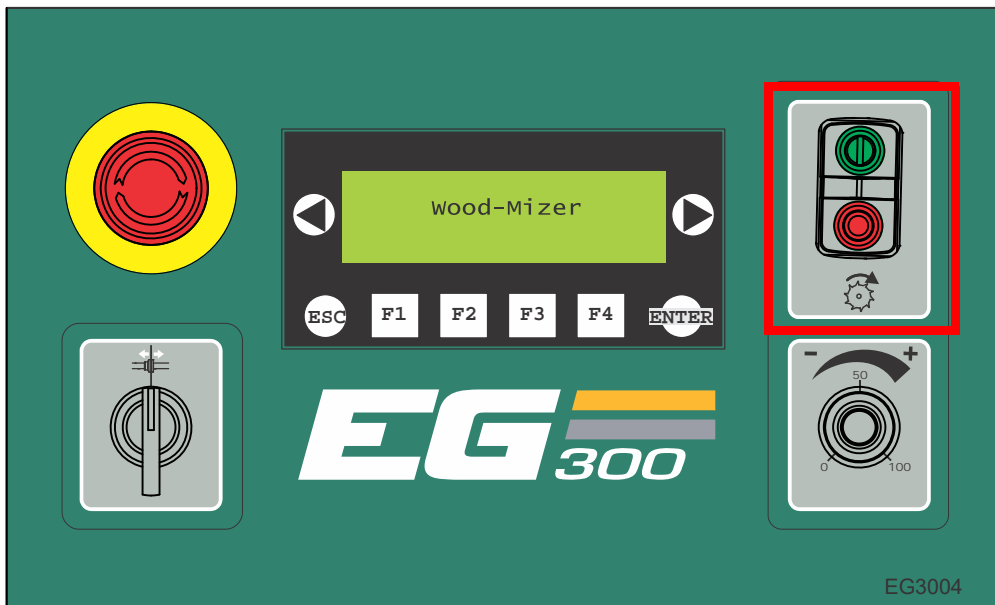 Wood-Mizer
ESC F1 F2 F3 F4 ENTER
- +
50
0 100
EG
300
EG3004